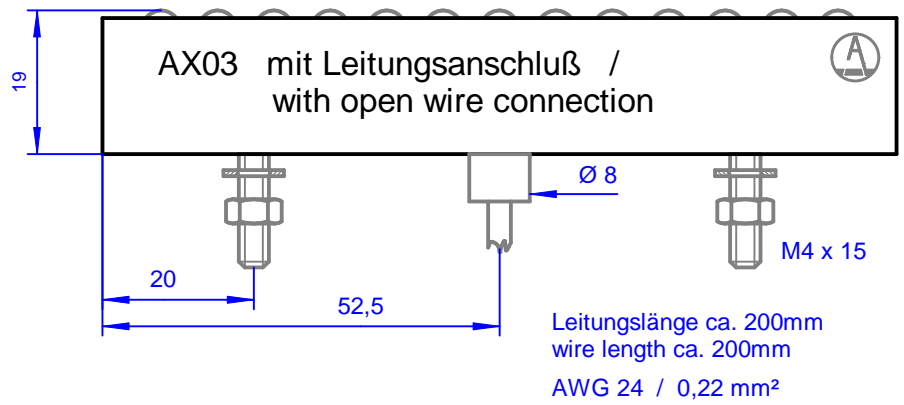 AX03 mit Leitungsanschluß /
with open wire connection
A
19
Ø 8
M4 x 15
20
52,5
Leitungslänge ca. 200mm
wire length ca. 200mm
AWG 24 / 0,22 mm²